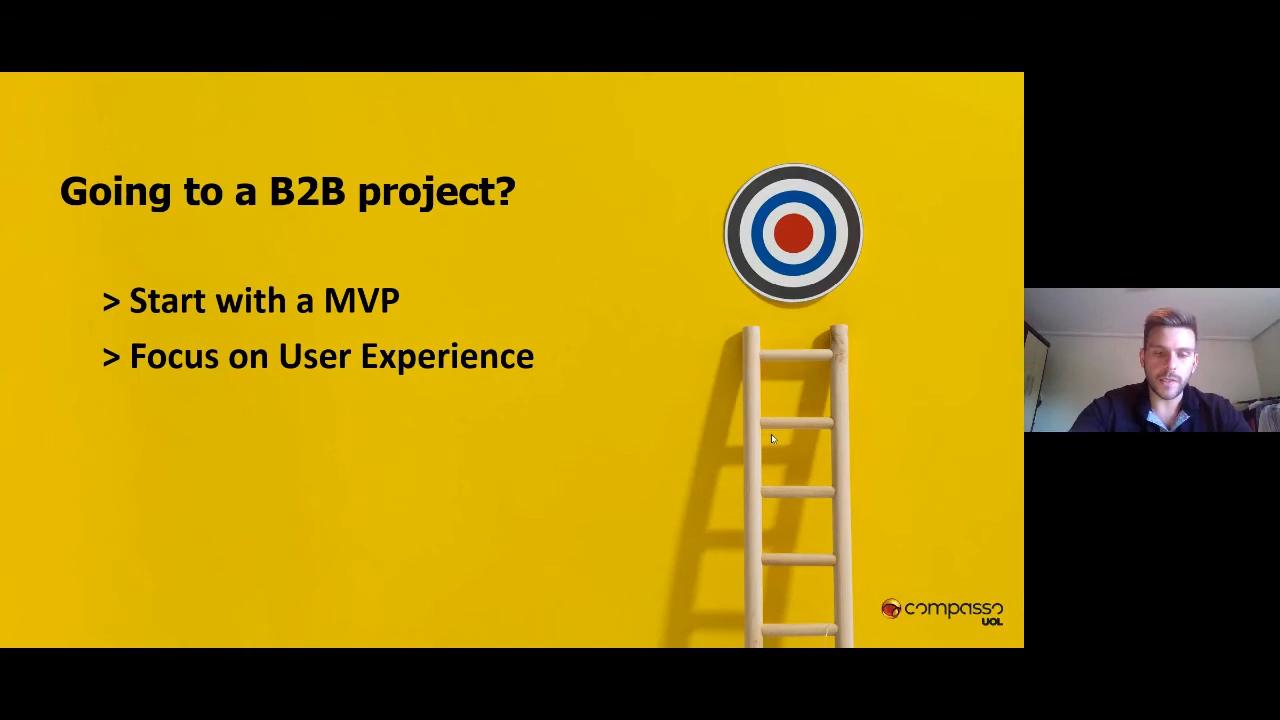 Going to a B2B project?
> Start with a MVP
> Focus on User Experience
compasso
UOL